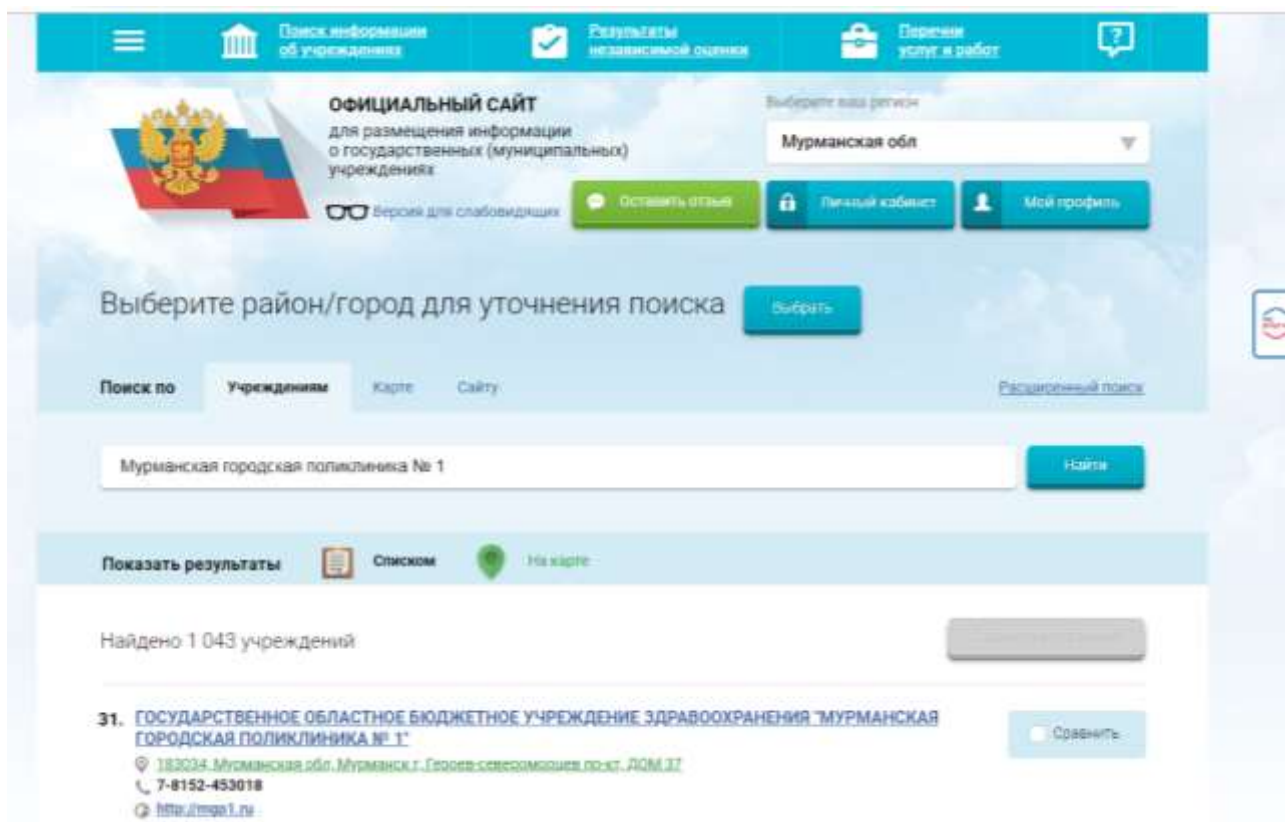 Поиск информации
об учреждениях
Результаты
независимой оценки
Перечни
услуг и работ
ОФИЦИАЛЬНЫЙ САЙТ
для размещения информации
о государственных (муниципальных)
учреждениях
Версия для слабовидящих
Выберите ваш регион
Мурманская обл
Оставить отзыв
Личный кабинет
Мой профиль
Выберите район/город для уточнения поиска
Выбрать
Поиск по
Учреждениям
Карте
Сайту
Расширенный поиск
Мурманская городская поликлиника № 1
Найти
Показать результаты
Списком
На карте
Найдено 1 043 учреждений
31. ГОСУДАРСТВЕННОЕ ОБЛАСТНОЕ БЮДЖЕТНОЕ УЧРЕЖДЕНИЕ ЗДРАВООХРАНЕНИЯ "МУРМАНСКАЯ
ГОРОДСКАЯ ПОЛИКЛИНИКА № 1"
Сравнить
183034, Мурманская обл, Мурманск г, Героев-североморцев пр-кт, ДОМ 37
7-8152-453018
http://mgp1.ru